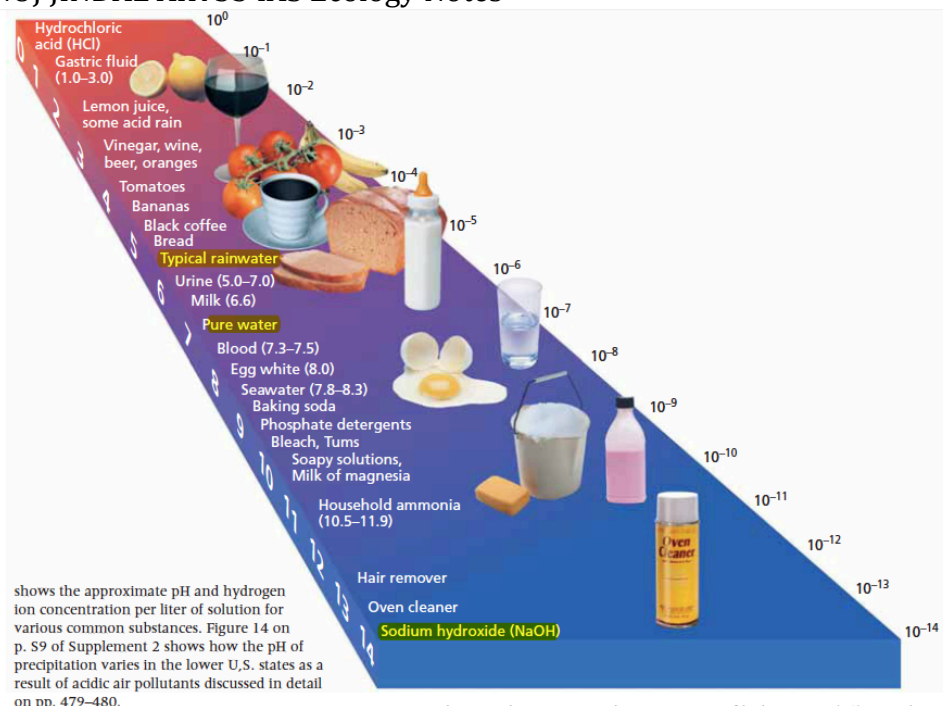 Hydrochloric
acid (HCl)
Gastric fluid
(1.0–3.0)
Lemon juice,
some acid rain
Vinegar, wine,
beer, oranges
Tomatoes
Bananas
Black coffee
Bread
Typical rainwater
Urine (5.0–7.0)
Milk (6.6)
Pure water
Blood (7.3–7.5)
Egg white (8.0)
Seawater (7.8–8.3)
Baking soda
Phosphate detergents
Bleach, Tums
Soapy solutions,
Milk of magnesia
Household ammonia
(10.5–11.9)
Hair remover
Oven cleaner
Sodium hydroxide (NaOH)
0
1
2
3
4
5
6
7
8
9
10
11
12
13
14
10⁰
10⁻¹
10⁻²
10⁻³
10⁻⁴
10⁻⁵
10⁻⁶
10⁻⁷
10⁻⁸
10⁻⁹
10⁻¹⁰
10⁻¹¹
10⁻¹²
10⁻¹³
10⁻¹⁴
Oven
Cleaner
shows the approximate pH and hydrogen
ion concentration per liter of solution for
various common substances. Figure 14 on
p. S9 of Supplement 2 shows how the pH of
precipitation varies in the lower U,S. states as a
result of acidic air pollutants discussed in detail
on pp. 479–480.